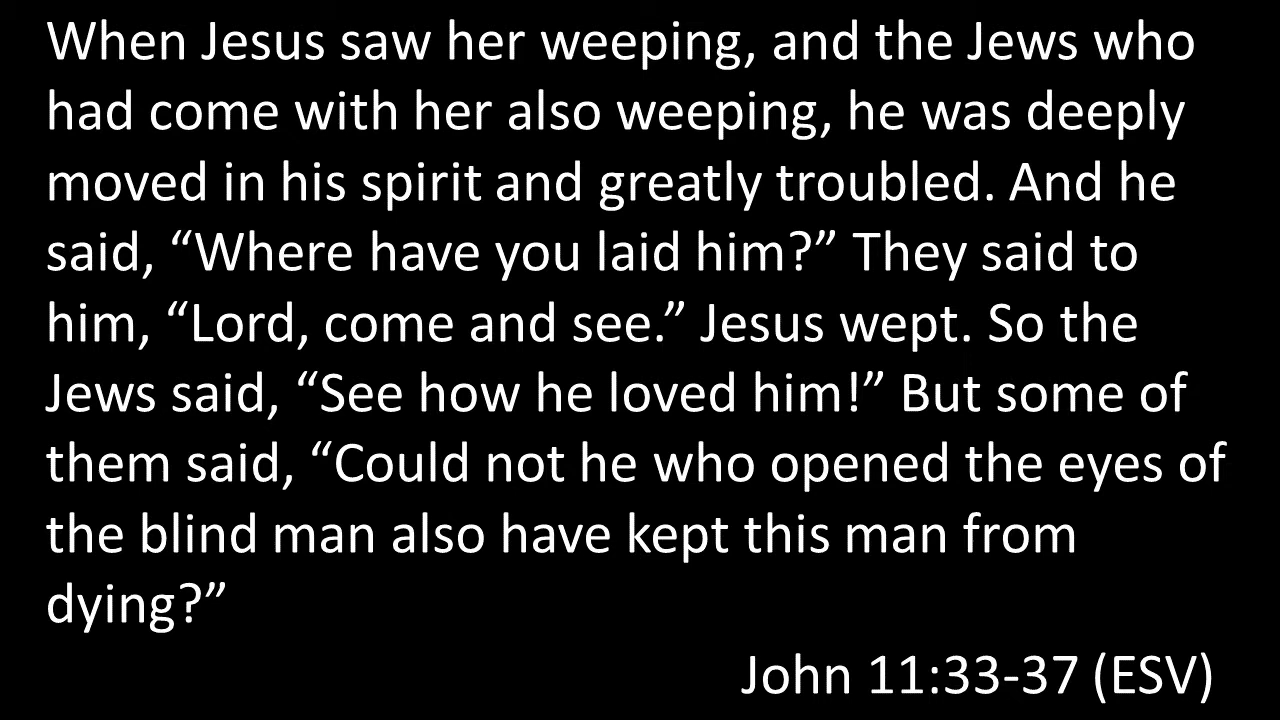 When Jesus saw her weeping, and the Jews who
had come with her also weeping, he was deeply
moved in his spirit and greatly troubled. And he
said, “Where have you laid him?” They said to
him, “Lord, come and see.” Jesus wept. So the
Jews said, “See how he loved him!” But some of
them said, “Could not he who opened the eyes of
the blind man also have kept this man from
dying?”
John 11:33-37 (ESV)